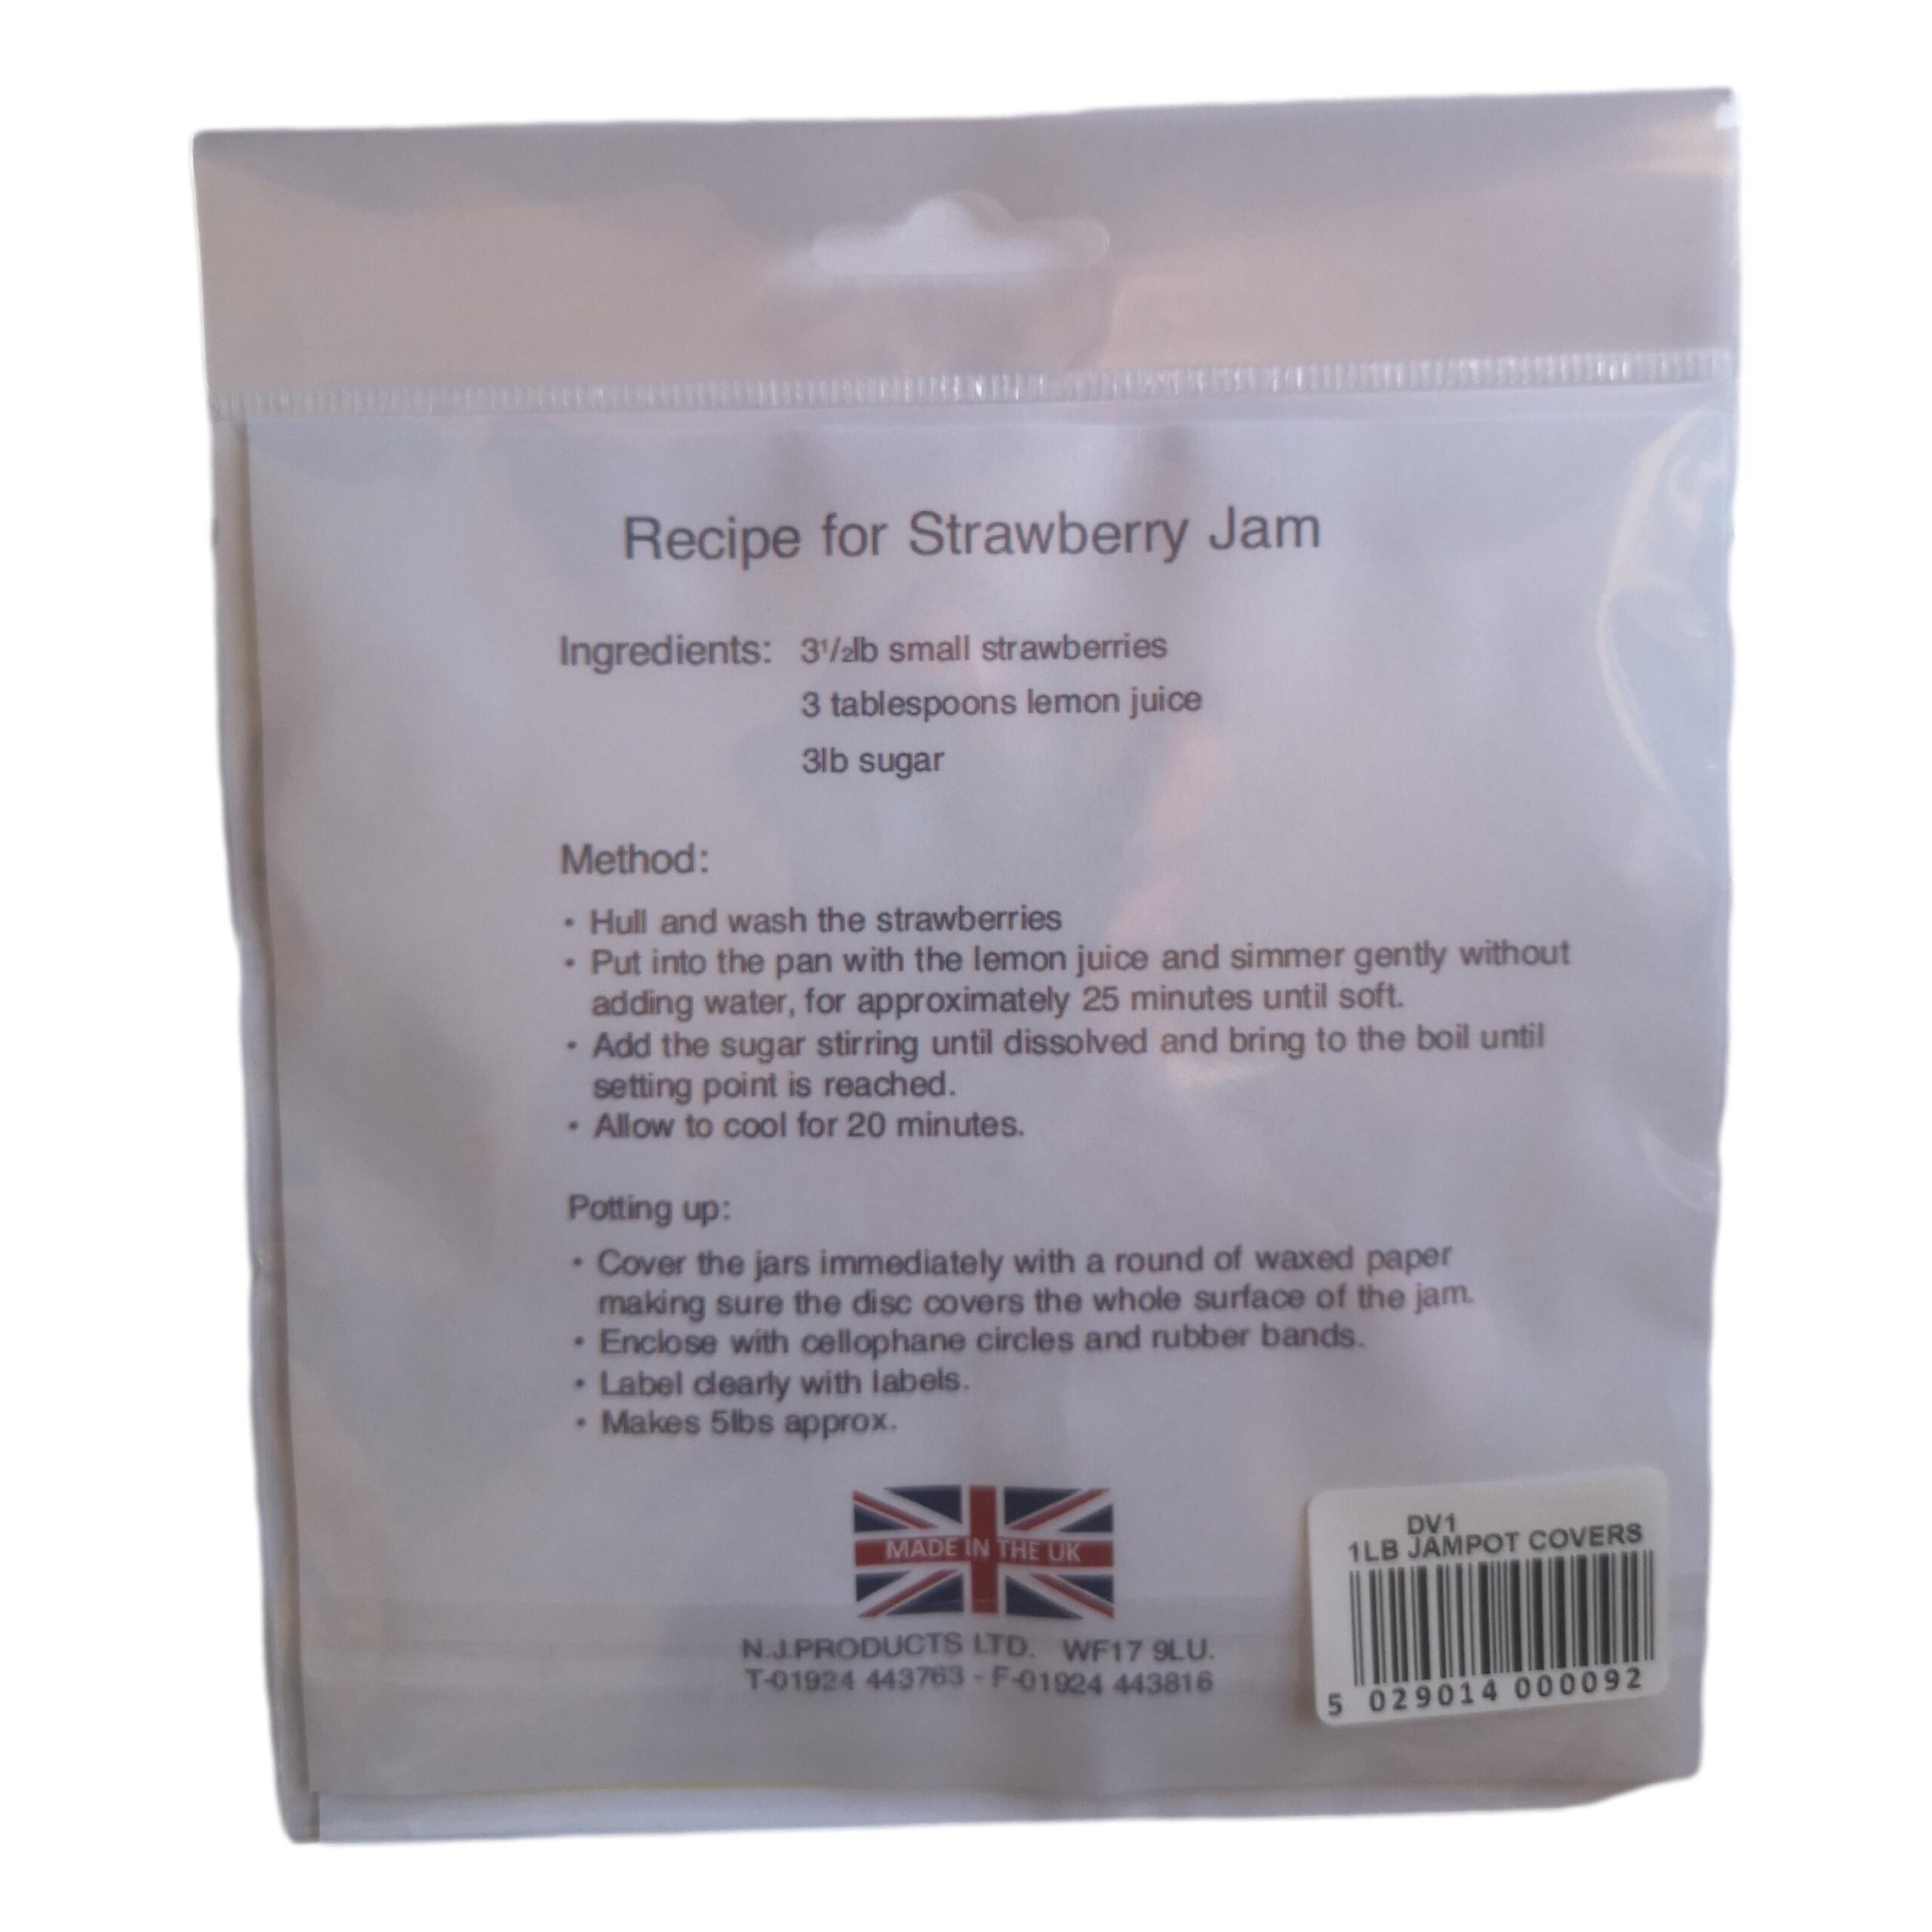 Recipe for Strawberry Jam
Ingredients: 3½lb small strawberries
3 tablespoons lemon juice
3lb sugar
Method:
• Hull and wash the strawberries
• Put into the pan with the lemon juice and simmer gently without
adding water, for approximately 25 minutes until soft.
• Add the sugar stirring until dissolved and bring to the boil until
setting point is reached.
• Allow to cool for 20 minutes.
Potting up:
• Cover the jars immediately with a round of waxed paper
making sure the disc covers the whole surface of the jam.
• Enclose with cellophane circles and rubber bands.
• Label clearly with labels.
• Makes 5lbs approx.
MADE IN THE UK
N.J.PRODUCTS LTD. WF17 9LU.
T-01924 443763 - F-01924 443816
DV1
1LB JAMPOT COVERS
5 029014 000092